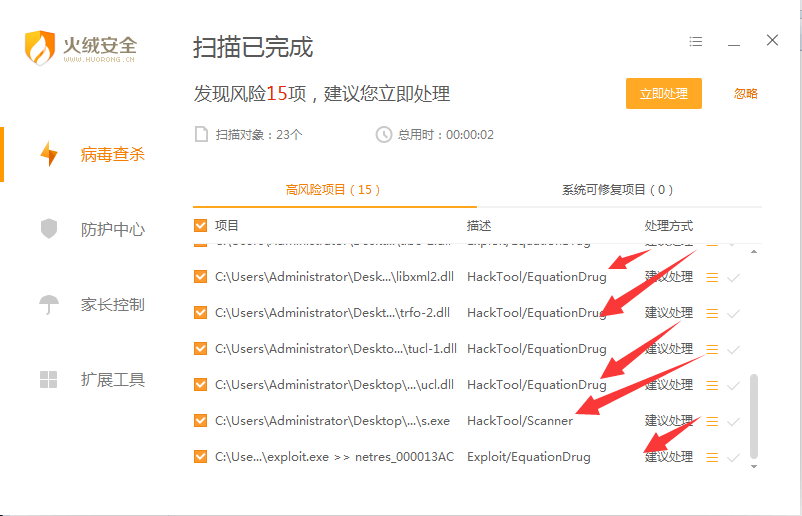 火绒安全
WWW.HUORONG.CN
扫描已完成
发现风险15项，建议您立即处理
立即处理
忽略
扫描对象：23个
总用时：00:00:02
病毒查杀
防护中心
家长控制
扩展工具
高风险项目（15）
系统可修复项目（0）
项目 描述 处理方式
Exploit/EquationDrug 建议处理
C:\Users\Administrator\Desk...\libxml2.dll HackTool/EquationDrug 建议处理
C:\Users\Administrator\Desk...\trfo-2.dll HackTool/EquationDrug 建议处理
C:\Users\Administrator\Deskto...\tucl-1.dll HackTool/EquationDrug 建议处理
C:\Users\Administrator\Desktop\...\ucl.dll HackTool/EquationDrug 建议处理
C:\Users\Administrator\Desktop\...\s.exe HackTool/Scanner 建议处理
C:\Use...\exploit.exe >> netres_000013AC Exploit/EquationDrug 建议处理